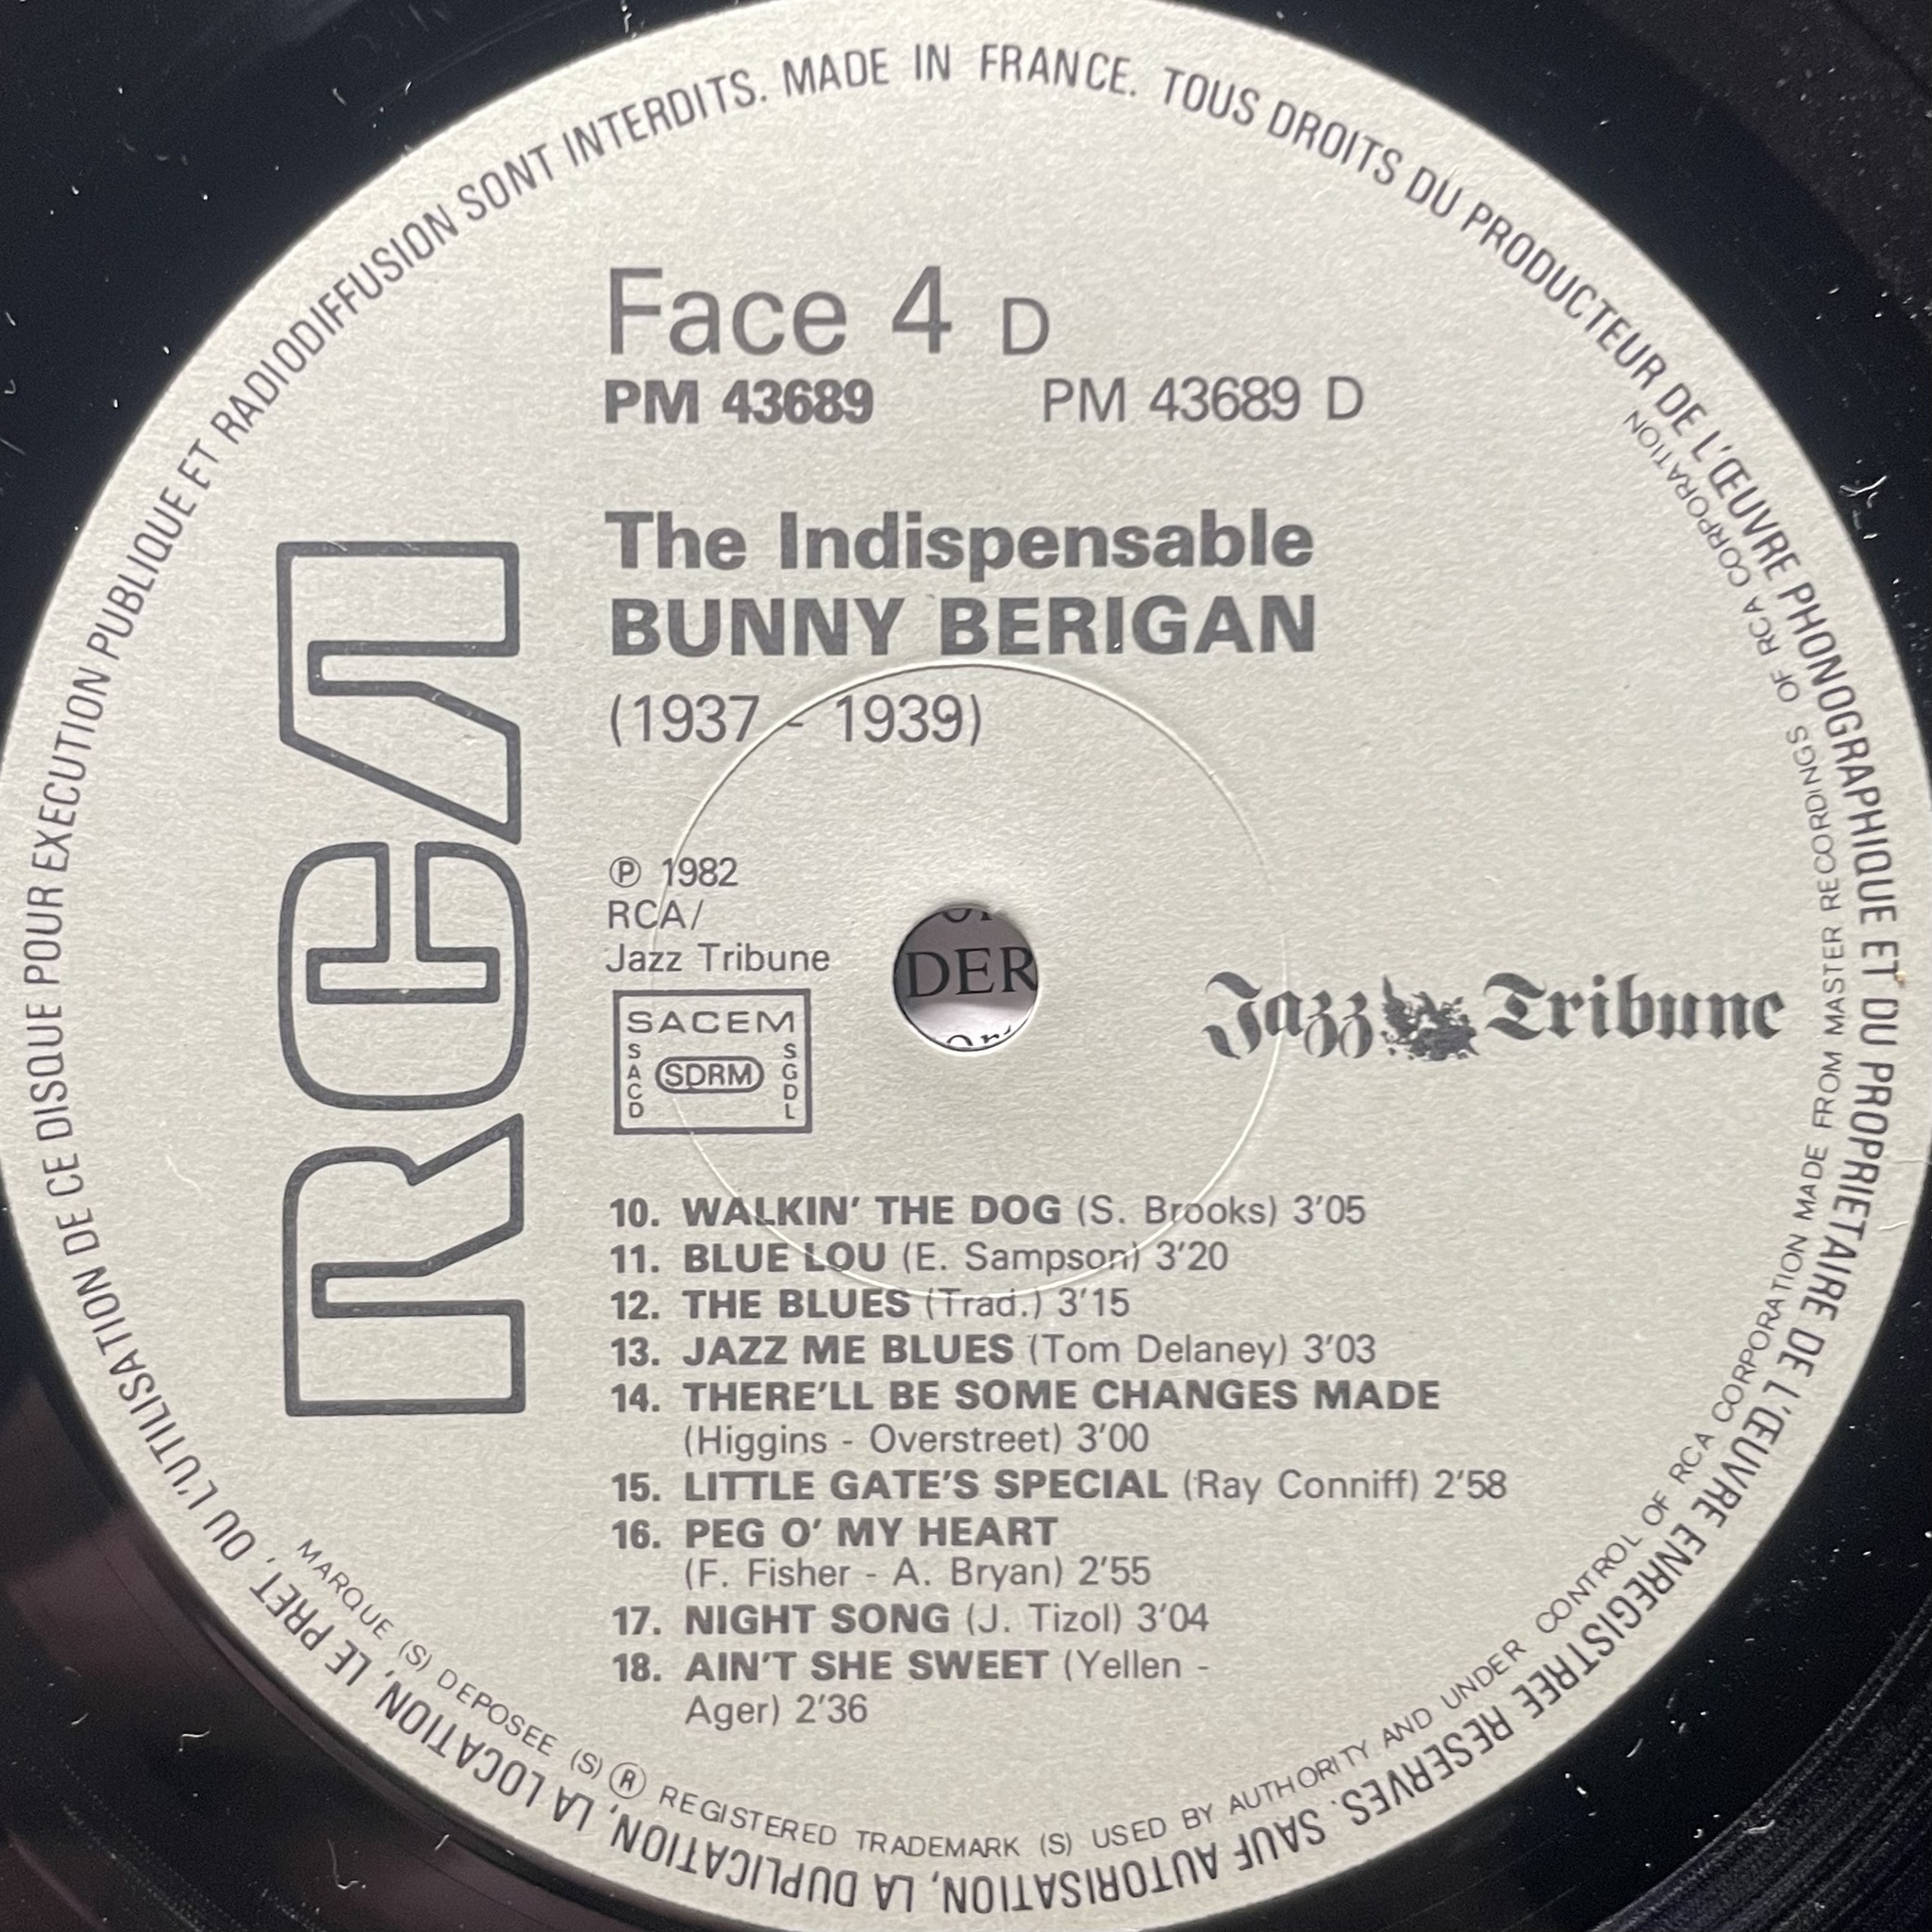 MADE IN FRANCE. TOUS DROITS DU PRODUCTEUR DE L'ŒUVRE PHONOGRAPHIQUE ET DU PROPRIETAIRE DE L'ŒUVRE ENREGISTREE RESERVES. SAUF AUTORISATION, LA DUPLICATION, LA LOCATION, LE PRET, OU L'UTILISATION DE CE DISQUE POUR EXECUTION PUBLIQUE ET RADIODIFFUSION SONT INTERDITS.
Face 4 D
PM 43689 PM 43689 D
The Indispensable
BUNNY BERIGAN
(1937 - 1939)
RCA
℗ 1982
RCA/
Jazz Tribune
SACEM
SACD
SDRM
SGDL
DER
Jazz Tribune
10. WALKIN' THE DOG (S. Brooks) 3'05
11. BLUE LOU (E. Sampson) 3'20
12. THE BLUES (Trad.) 3'15
13. JAZZ ME BLUES (Tom Delaney) 3'03
14. THERE'LL BE SOME CHANGES MADE
(Higgins - Overstreet) 3'00
15. LITTLE GATE'S SPECIAL (Ray Conniff) 2'58
16. PEG O' MY HEART
(F. Fisher - A. Bryan) 2'55
17. NIGHT SONG (J. Tizol) 3'04
18. AIN'T SHE SWEET (Yellen -
Ager) 2'36
MARQUE (S) DEPOSEE (S) ® REGISTERED TRADEMARK (S) USED BY AUTHORITY AND UNDER CONTROL OF RCA CORPORATION MADE FROM MASTER RECORDINGS OF RCA CORPORATION